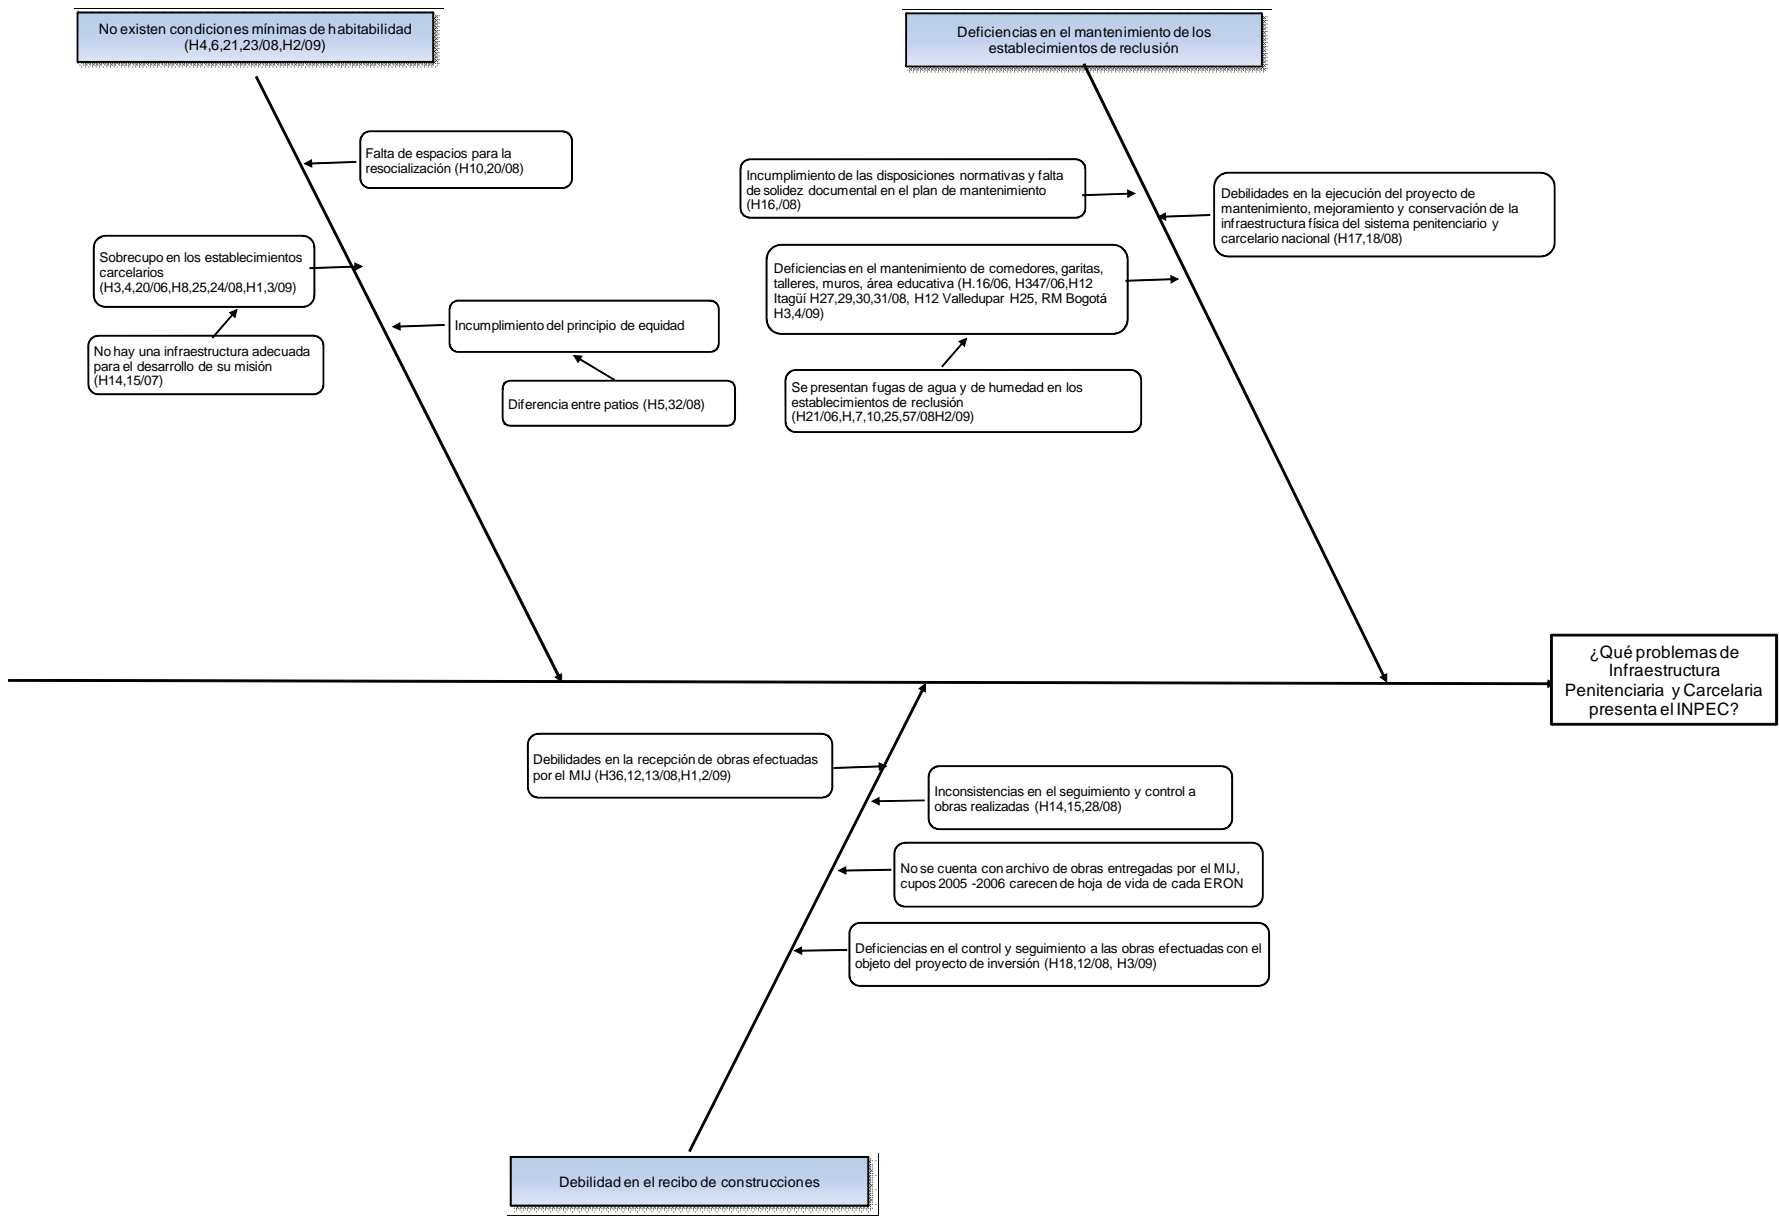 No existen condiciones mínimas de habitabilidad
(H4,6,21,23/08,H2/09)
Deficiencias en el mantenimiento de los
establecimientos de reclusión
Falta de espacios para la
resocialización (H10,20/08)
Sobrecupo en los establecimientos
carcelarios
(H3,4,20/06,H8,25,24/08,H1,3/09)
No hay una infraestructura adecuada
para el desarrollo de su misión
(H14,15/07)
Incumplimiento del principio de equidad
Diferencia entre patios (H5,32/08)
Incumplimiento de las disposiciones normativas y falta
de solidez documental en el plan de mantenimiento
(H16,/08)
Debilidades en la ejecución del proyecto de
mantenimiento, mejoramiento y conservación de la
infraestructura física del sistema penitenciario y
carcelario nacional (H17,18/08)
Deficiencias en el mantenimiento de comedores, garitas,
talleres, muros, área educativa (H.16/06, H347/06,H12
Itagüí H27,29,30,31/08, H12 Valledupar H25, RM Bogotá
H3,4/09)
Se presentan fugas de agua y de humedad en los
establecimientos de reclusión
(H21/06,H,7,10,25,57/08H2/09)
¿Qué problemas de
Infraestructura
Penitenciaria y Carcelaria
presenta el INPEC?
Debilidades en la recepción de obras efectuadas
por el MIJ (H36,12,13/08,H1,2/09)
Inconsistencias en el seguimiento y control a
obras realizadas (H14,15,28/08)
No se cuenta con archivo de obras entregadas por el MIJ,
cupos 2005 -2006 carecen de hoja de vida de cada ERON
Deficiencias en el control y seguimiento a las obras efectuadas con el
objeto del proyecto de inversión (H18,12/08, H3/09)
Debilidad en el recibo de construcciones